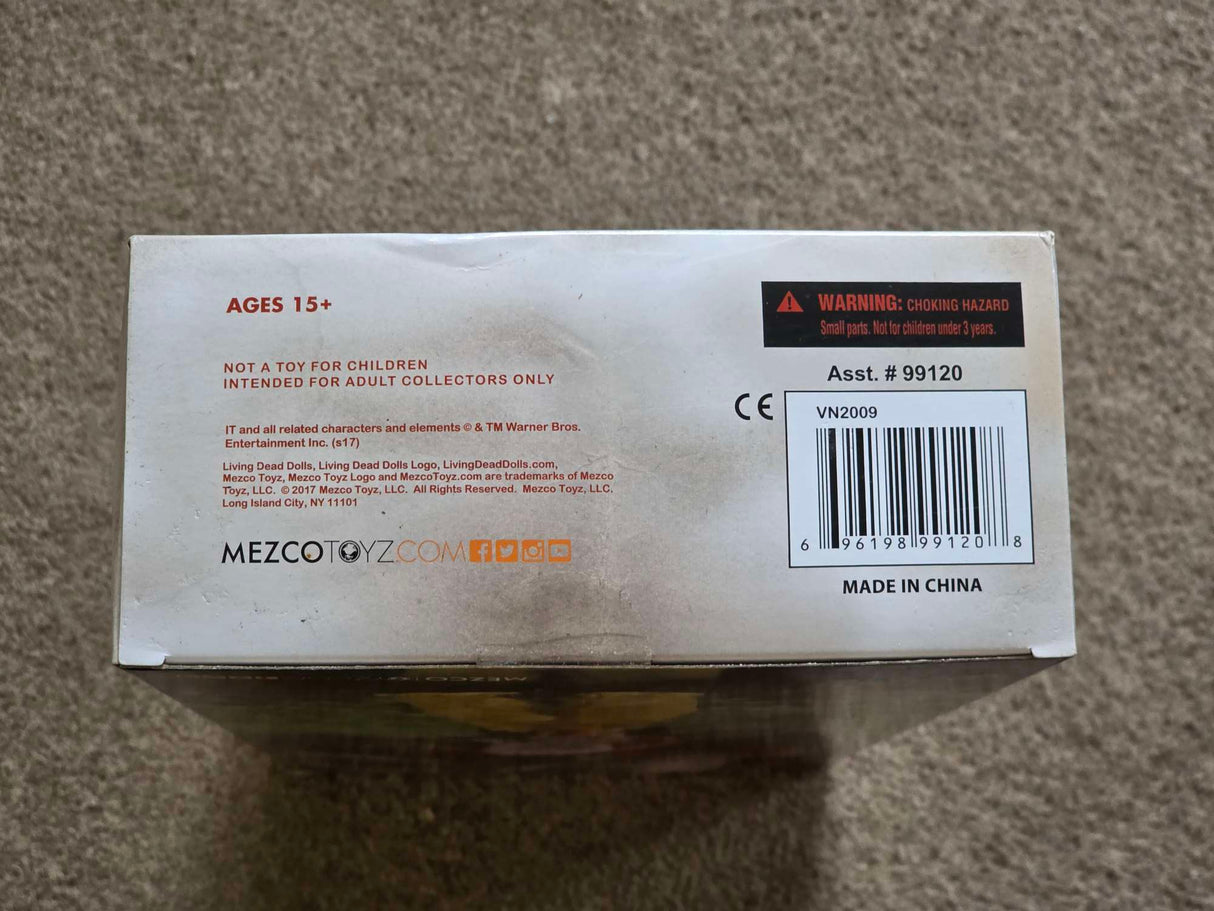 AGES 15+
NOT A TOY FOR CHILDREN
INTENDED FOR ADULT COLLECTORS ONLY
IT and all related characters and elements © & TM Warner Bros.
Entertainment Inc. (s17)
Living Dead Dolls, Living Dead Dolls Logo, LivingDeadDolls.com,
Mezco Toyz, Mezco Toyz Logo and MezcoToyz.com are trademarks of Mezco
Toyz, LLC. © 2017 Mezco Toyz, LLC. All Rights Reserved. Mezco Toyz, LLC.
Long Island City, NY 11101
MEZCOTOYZ.COM
WARNING: CHOKING HAZARD
Small parts. Not for children under 3 years.
Asst. # 99120
CE
VN2009
6 96198 99120 8
MADE IN CHINA
MEZCO